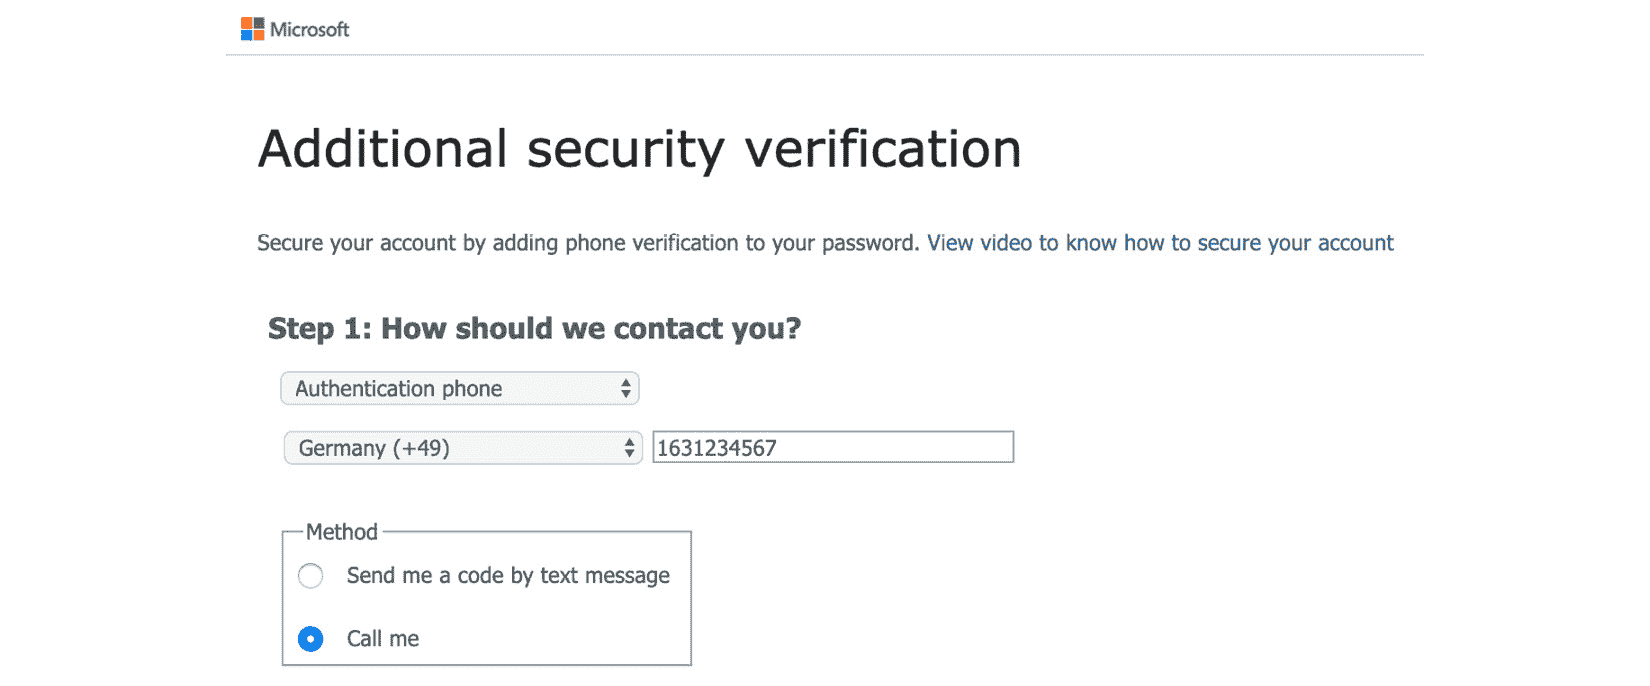 Microsoft
Additional security verification
Secure your account by adding phone verification to your password. View video to know how to secure your account
Step 1: How should we contact you?
Authentication phone
Germany (+49) 1631234567
Method
Send me a code by text message
Call me